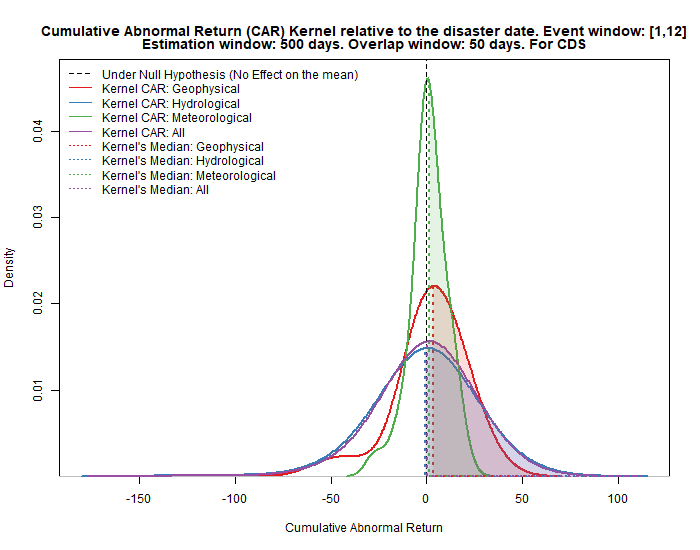 Cumulative Abnormal Return (CAR) Kernel relative to the disaster date. Event window: [1,12]
Estimation window: 500 days. Overlap window: 50 days. For CDS
Under Null Hypothesis (No Effect on the mean)
Kernel CAR: Geophysical
Kernel CAR: Hydrological
Kernel CAR: Meteorological
Kernel CAR: All
Kernel's Median: Geophysical
Kernel's Median: Hydrological
Kernel's Median: Meteorological
Kernel's Median: All
Density
0.04
0.03
0.02
0.01
-150 -100 -50 0 50 100
Cumulative Abnormal Return